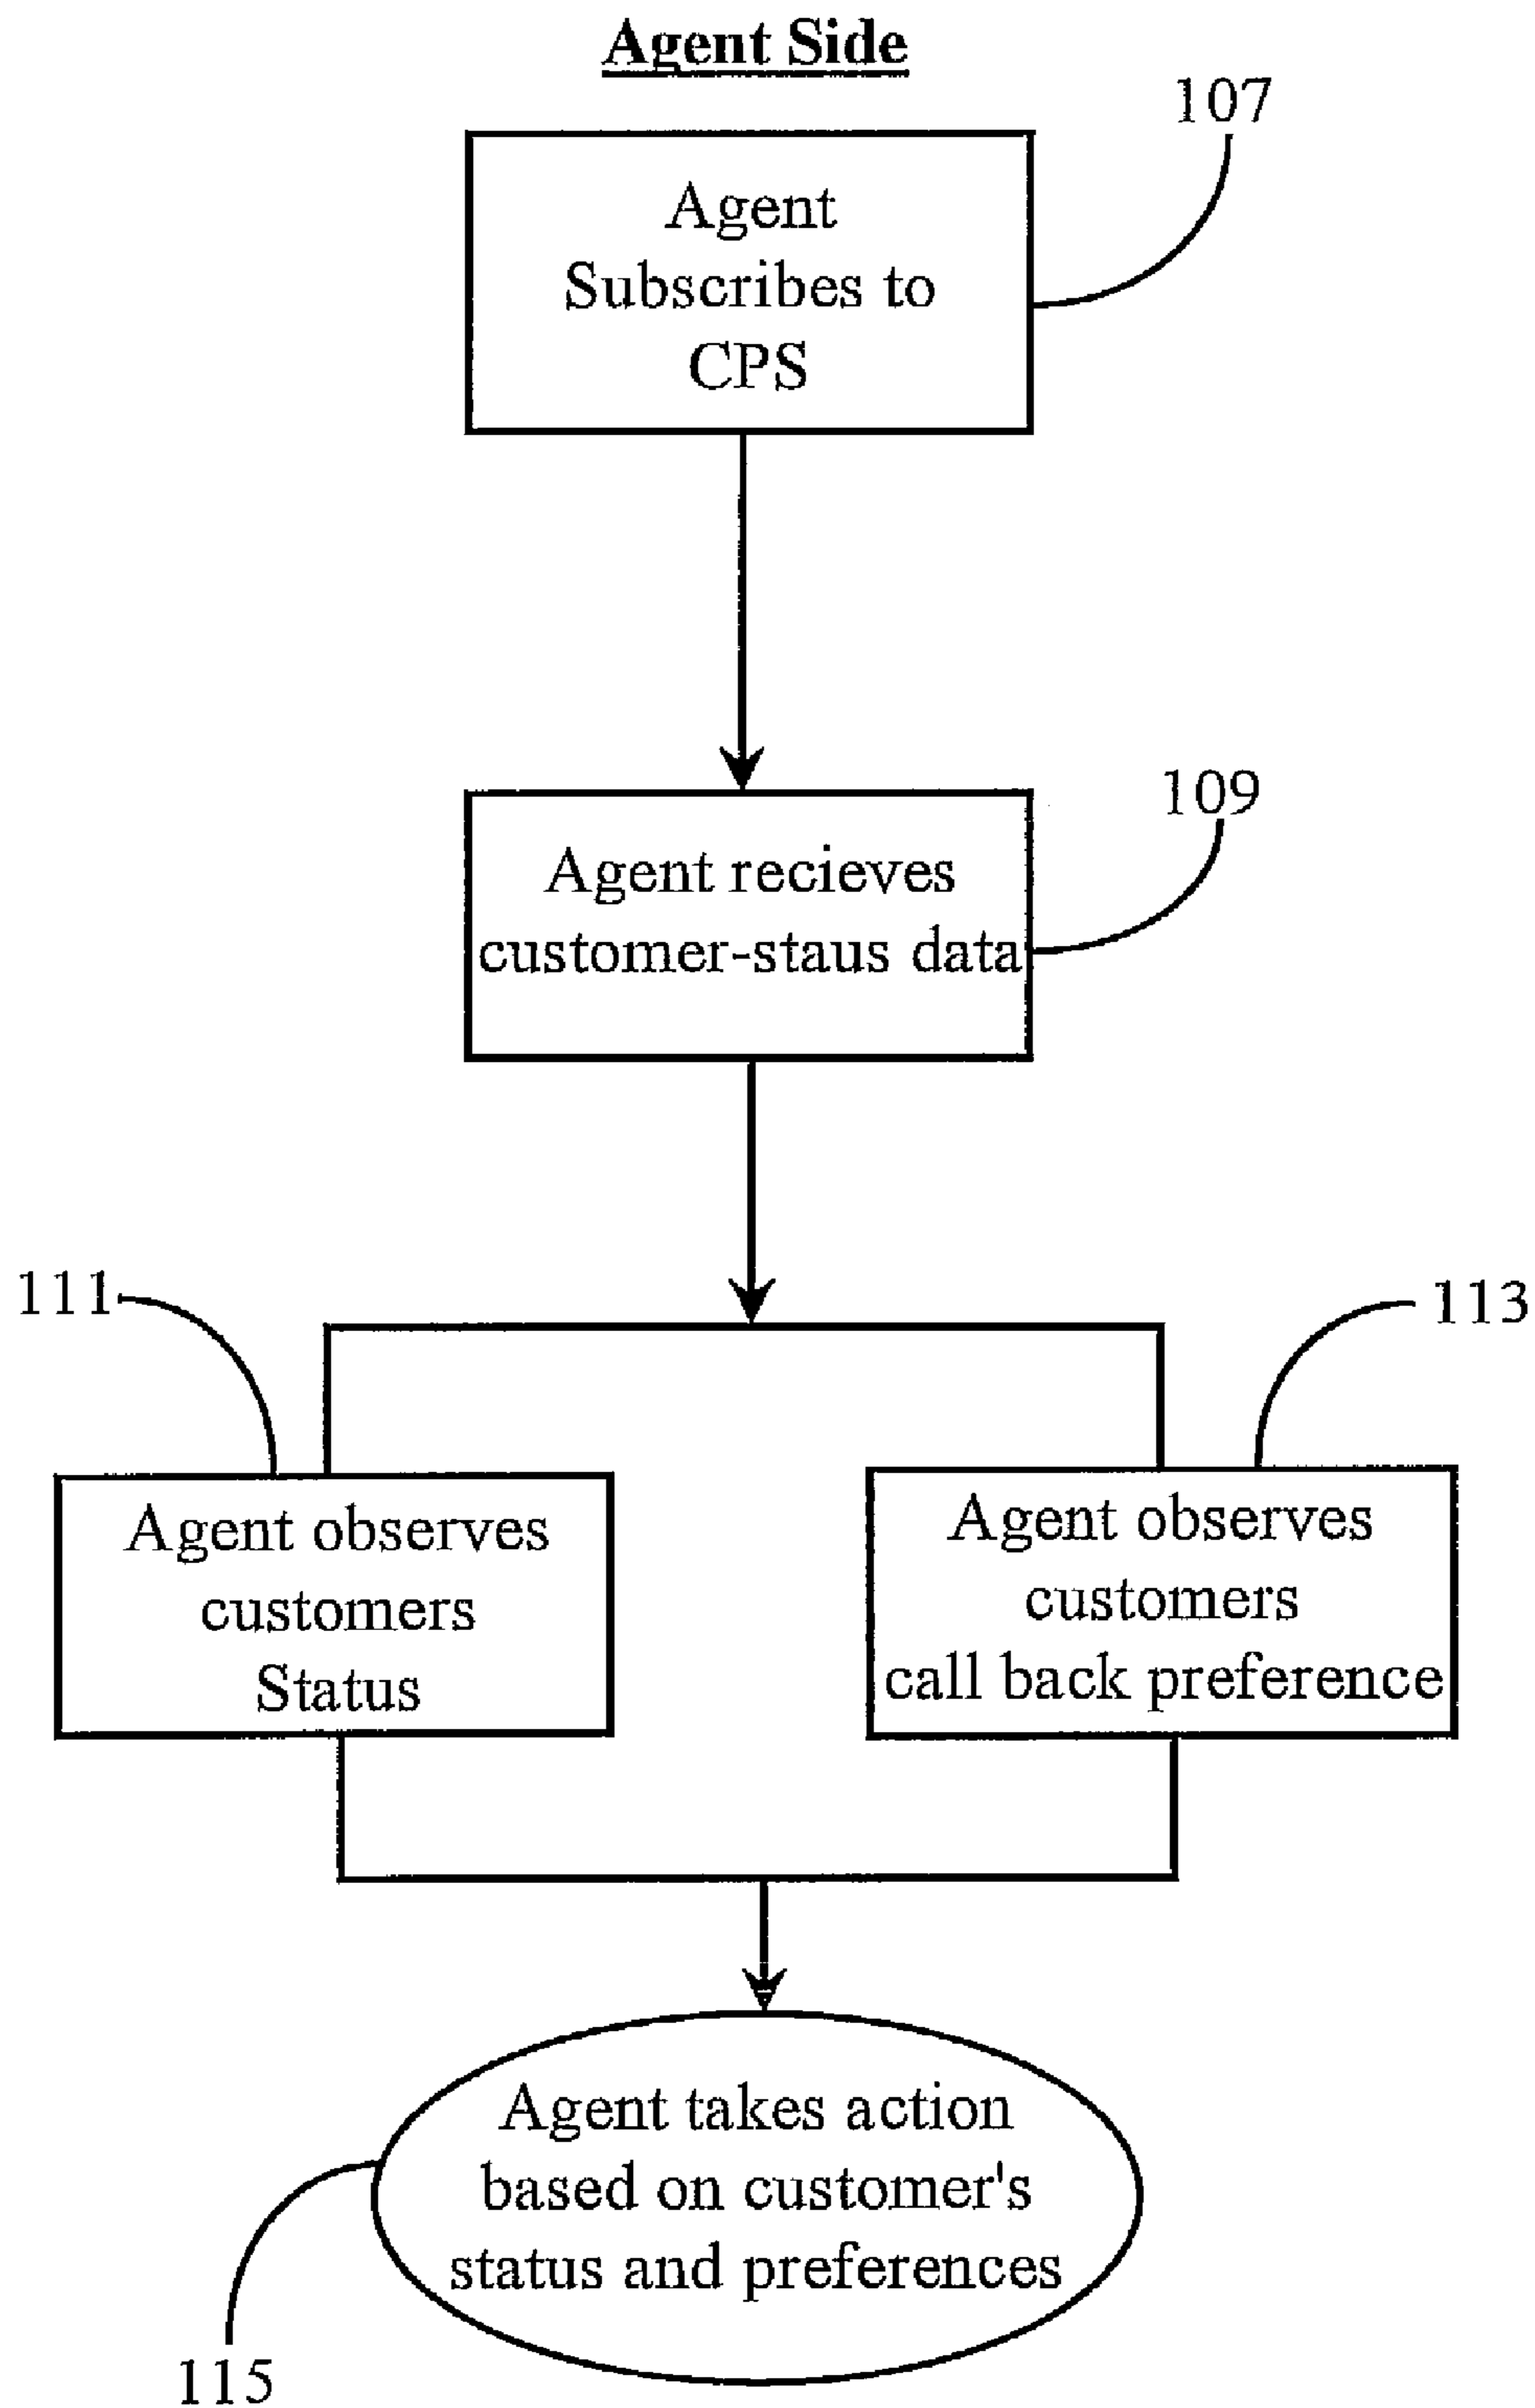 Agent Side
107
Agent
Subscribes to
CPS
109
Agent recieves
customer-staus data
111
113
Agent observes
customers
Status
Agent observes
customers
call back preference
Agent takes action
based on customer's
status and preferences
115